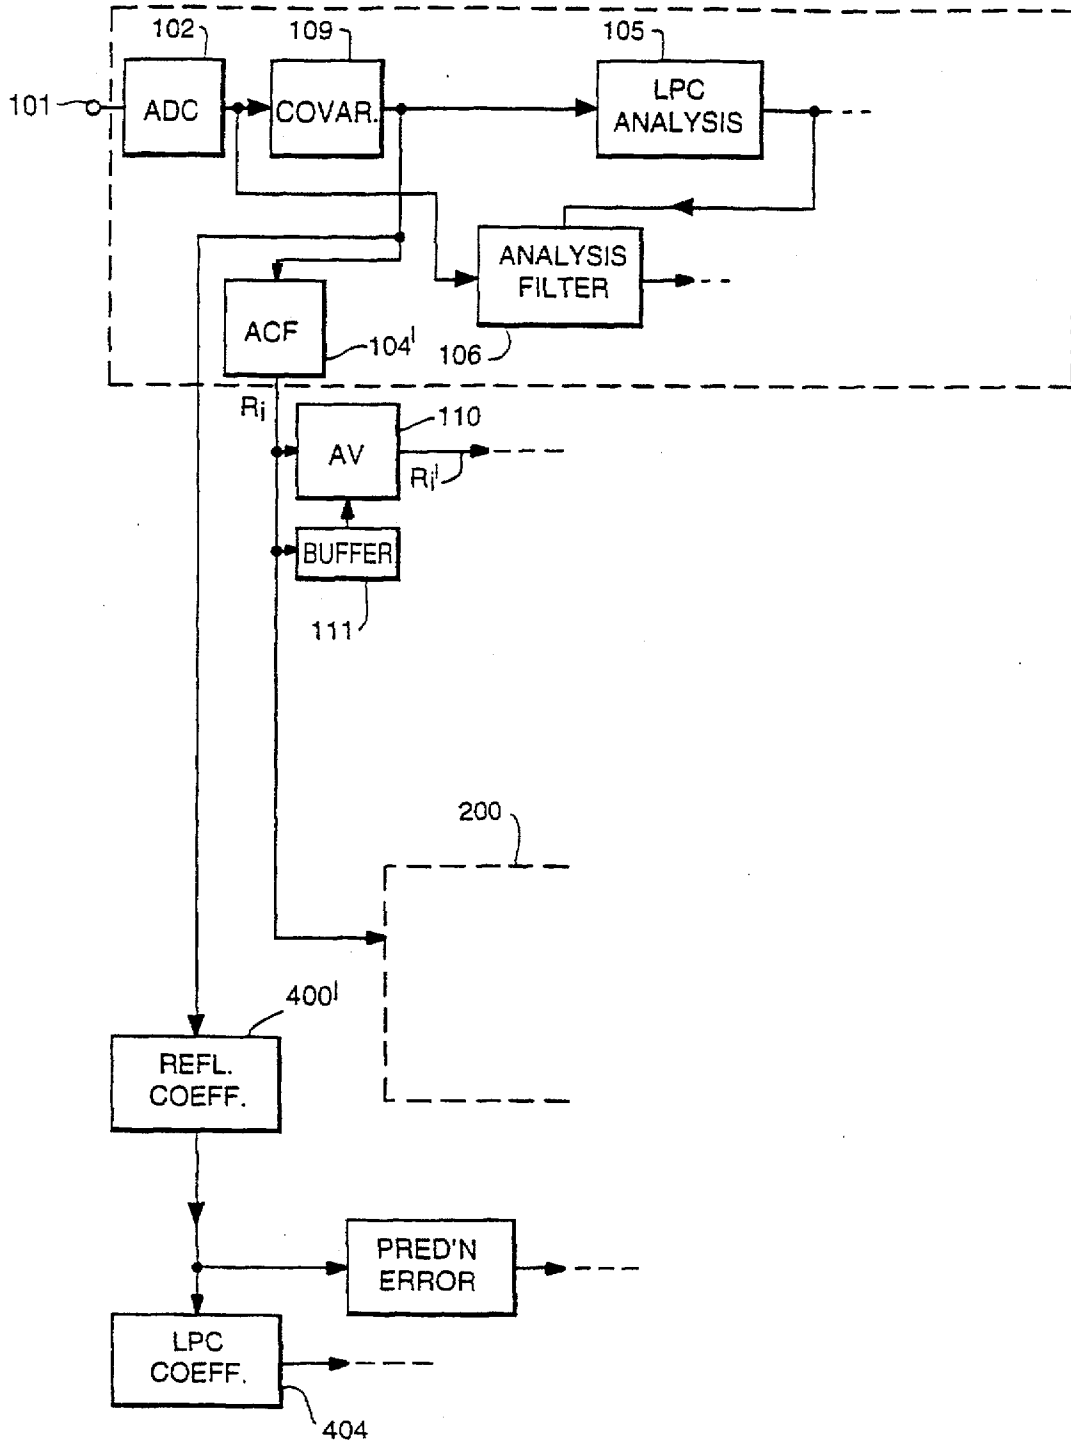 102
109
105
101
ADC
COVAR.
LPC
ANALYSIS
ANALYSIS
FILTER
ACF
104'
106
Ri
110
AV
Ri'
BUFFER
111
200
400'
REFL.
COEFF.
PRED'N
ERROR
LPC
COEFF.
404